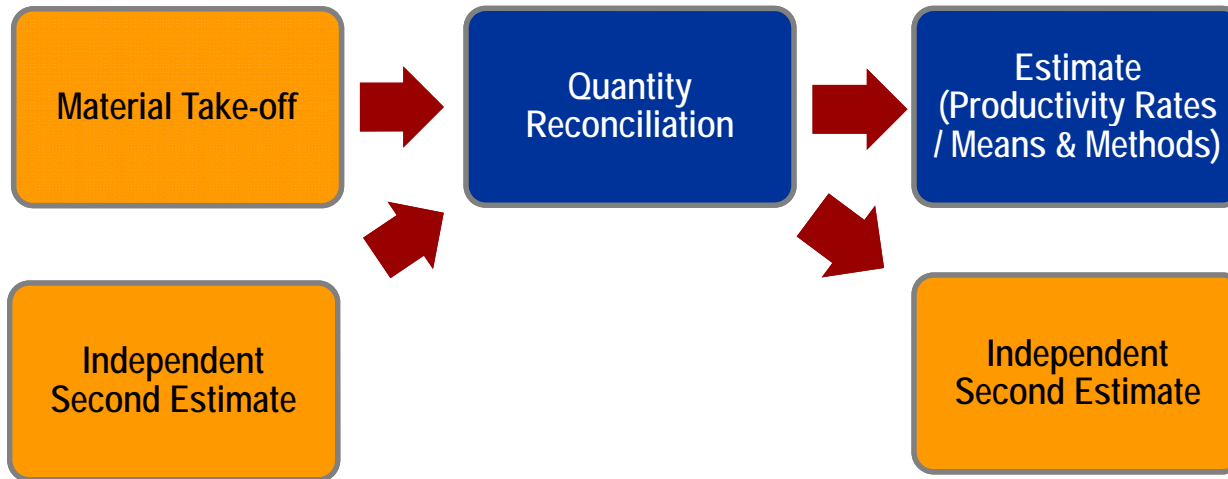 Material Take-off
Quantity
Reconciliation
Estimate
(Productivity Rates
/ Means & Methods)
Independent
Second Estimate
Independent
Second Estimate